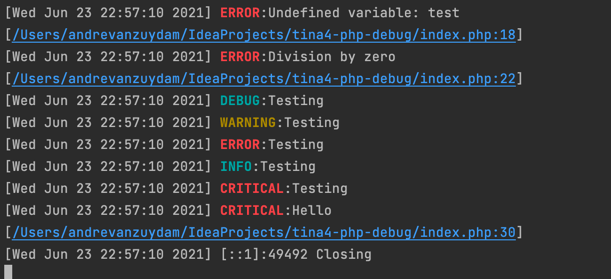 [Wed Jun 23 22:57:10 2021] ERROR:Undefined variable: test
[/Users/andrevanzuydam/IdeaProjects/tina4-php-debug/index.php:18]
[Wed Jun 23 22:57:10 2021] ERROR:Division by zero
[/Users/andrevanzuydam/IdeaProjects/tina4-php-debug/index.php:22]
[Wed Jun 23 22:57:10 2021] DEBUG:Testing
[Wed Jun 23 22:57:10 2021] WARNING:Testing
[Wed Jun 23 22:57:10 2021] ERROR:Testing
[Wed Jun 23 22:57:10 2021] INFO:Testing
[Wed Jun 23 22:57:10 2021] CRITICAL:Testing
[Wed Jun 23 22:57:10 2021] CRITICAL:Hello
[/Users/andrevanzuydam/IdeaProjects/tina4-php-debug/index.php:30]
[Wed Jun 23 22:57:10 2021] [::1]:49492 Closing